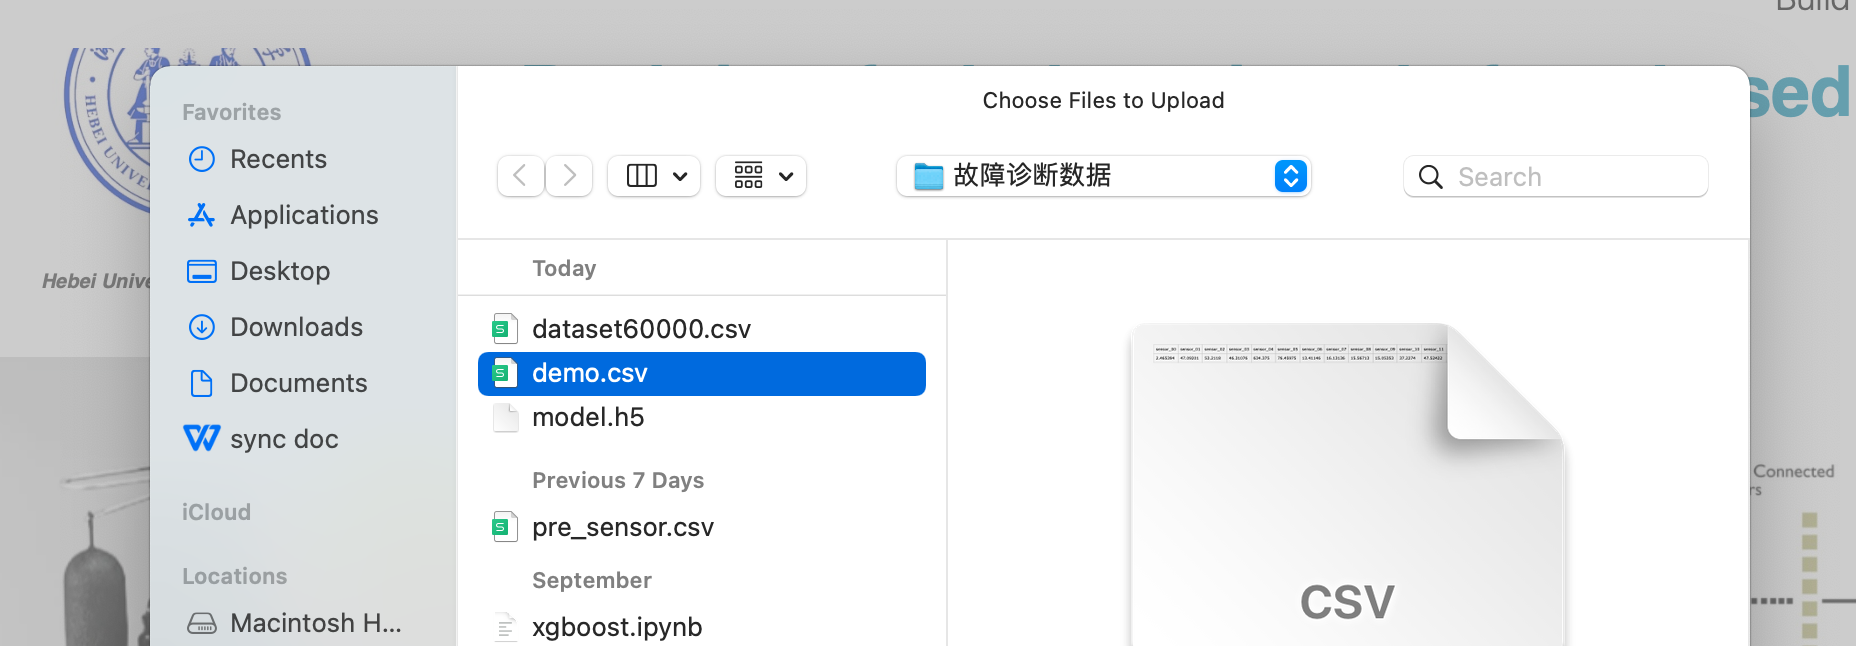 Build
sed
HEBEI UNIVE
Hebei Unive
Connected
rs
Choose Files to Upload
故障诊断数据
Search
Favorites
Recents
Applications
Desktop
Downloads
Documents
sync doc
iCloud
Locations
Macintosh H...
Today
dataset60000.csv
demo.csv
model.h5
Previous 7 Days
pre_sensor.csv
September
xgboost.ipynb
CSV